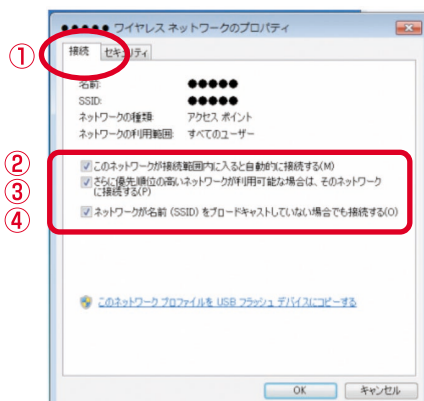 ●●●●● ワイヤレス ネットワークのプロパティ
①
接続 セキュリティ
名前: ●●●●●
SSID: ●●●●●
ネットワークの種類: アクセス ポイント
ネットワークの利用範囲: すべてのユーザー
② このネットワークが接続範囲内に入ると自動的に接続する(M)
③ さらに優先順位の高いネットワークが利用可能な場合は、そのネットワーク
に接続する(P)
④ ネットワークが名前 (SSID) をブロードキャストしていない場合でも接続する(O)
このネットワーク プロファイルを USB フラッシュ デバイスにコピーする
OK キャンセル